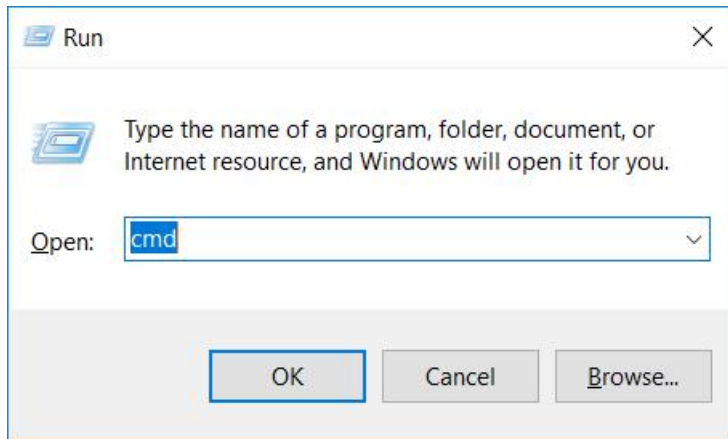 Run
Type the name of a program, folder, document, or
Internet resource, and Windows will open it for you.
Open: cmd
OK Cancel Browse...